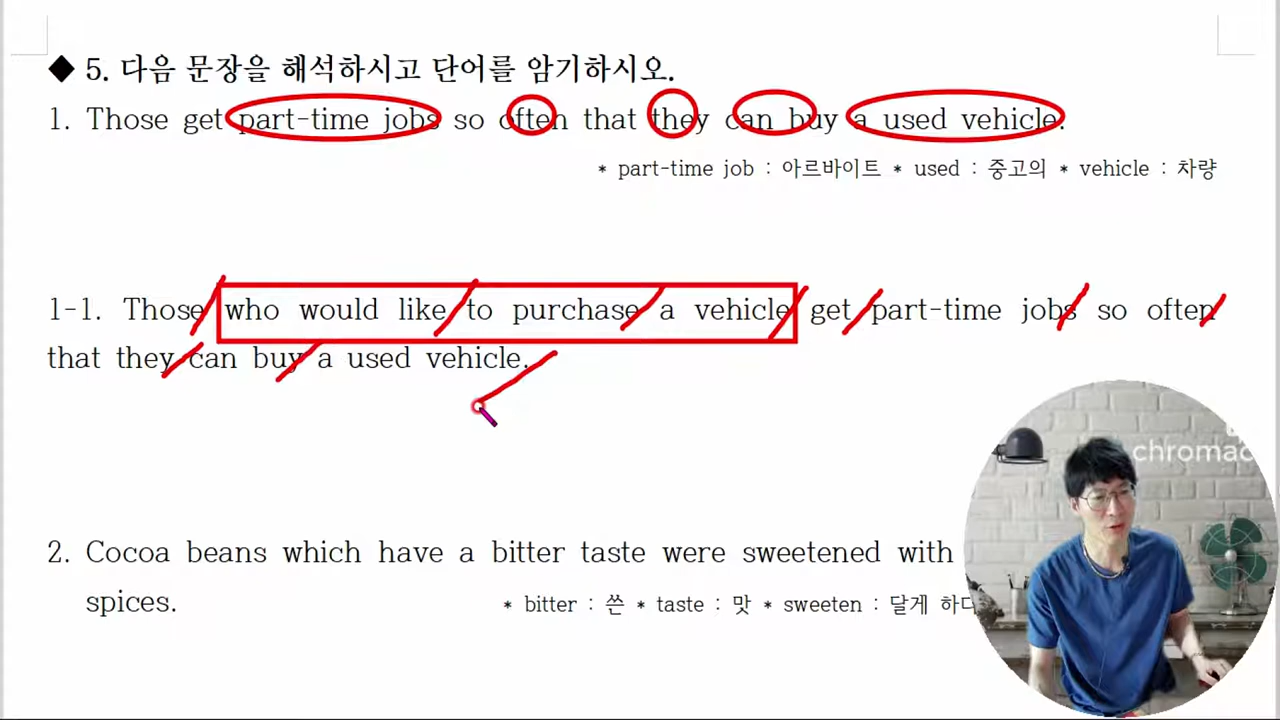 ◆ 5. 다음 문장을 해석하시고 단어를 암기하시오.
1. Those get part-time jobs so often that they can buy a used vehicle.
* part-time job : 아르바이트 * used : 중고의 * vehicle : 차량
1-1. Those who would like to purchase a vehicle get part-time jobs so often
that they can buy a used vehicle.
chromac
2. Cocoa beans which have a bitter taste were sweetened with
spices.
* bitter : 쓴 * taste : 맛 * sweeten : 달게